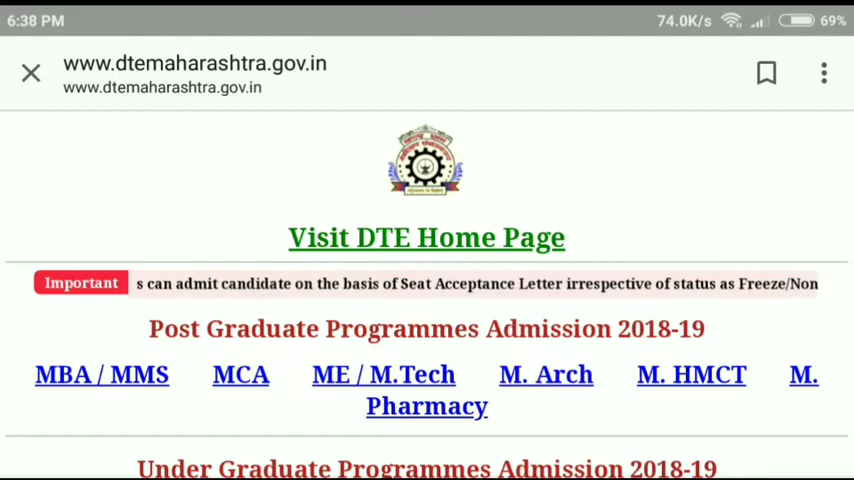 6:38 PM 74.0K/s 69%
www.dtemaharashtra.gov.in
www.dtemaharashtra.gov.in
Visit DTE Home Page
Important s can admit candidate on the basis of Seat Acceptance Letter irrespective of status as Freeze/Non
Post Graduate Programmes Admission 2018-19
MBA / MMS MCA ME / M.Tech M. Arch M. HMCT M.
Pharmacy
Under Graduate Programmes Admission 2018-19